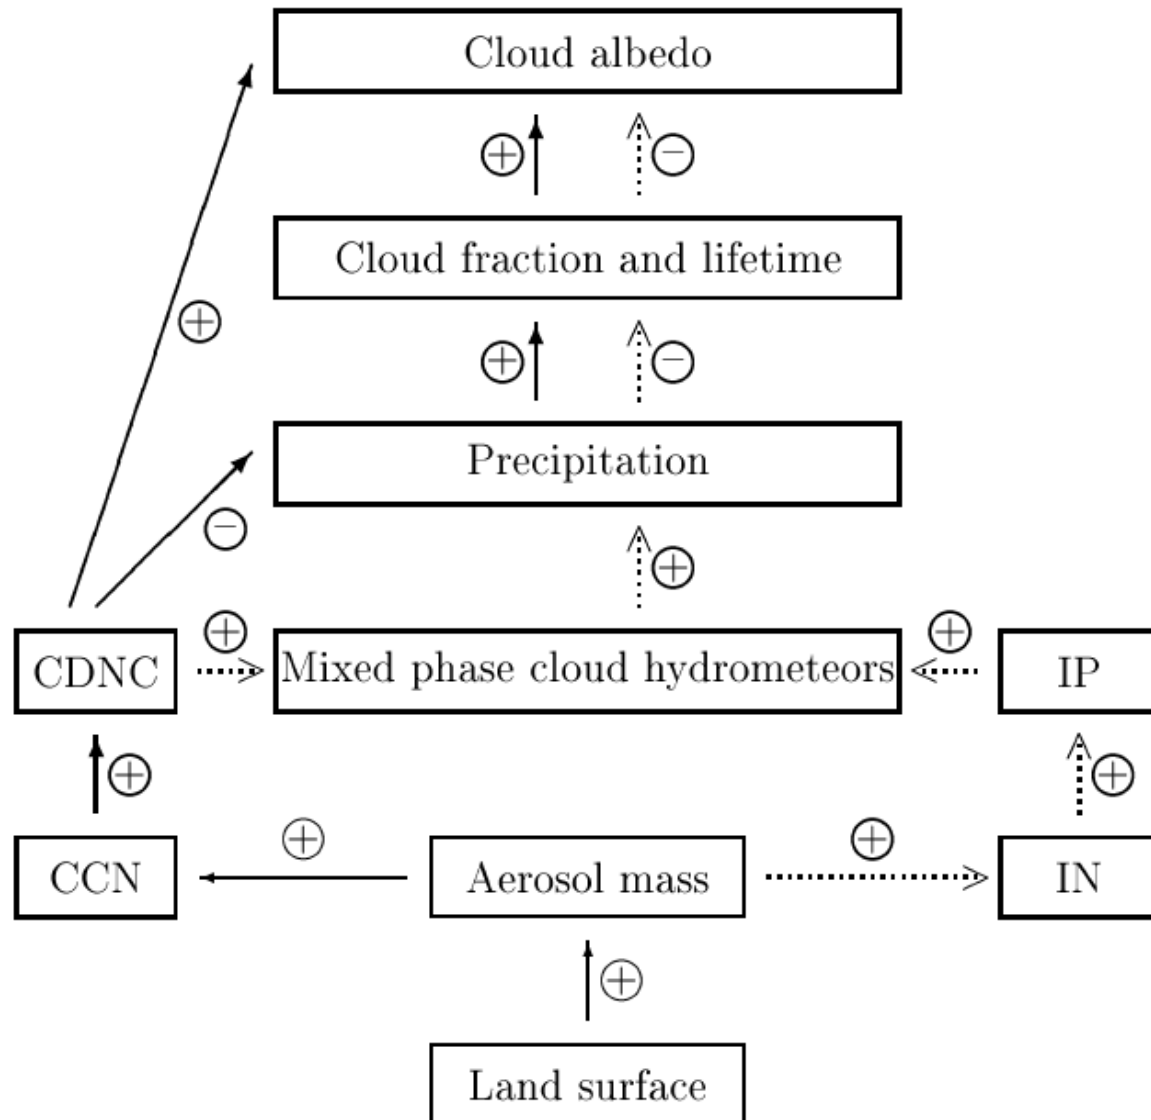 Cloud albedo
⊕
⊖
Cloud fraction and lifetime
⊕
⊕
⊖
Precipitation
⊖
⊕
⊕
⊕
CDNC
Mixed phase cloud hydrometeors
IP
⊕
⊕
⊕
⊕
CCN
Aerosol mass
IN
⊕
Land surface